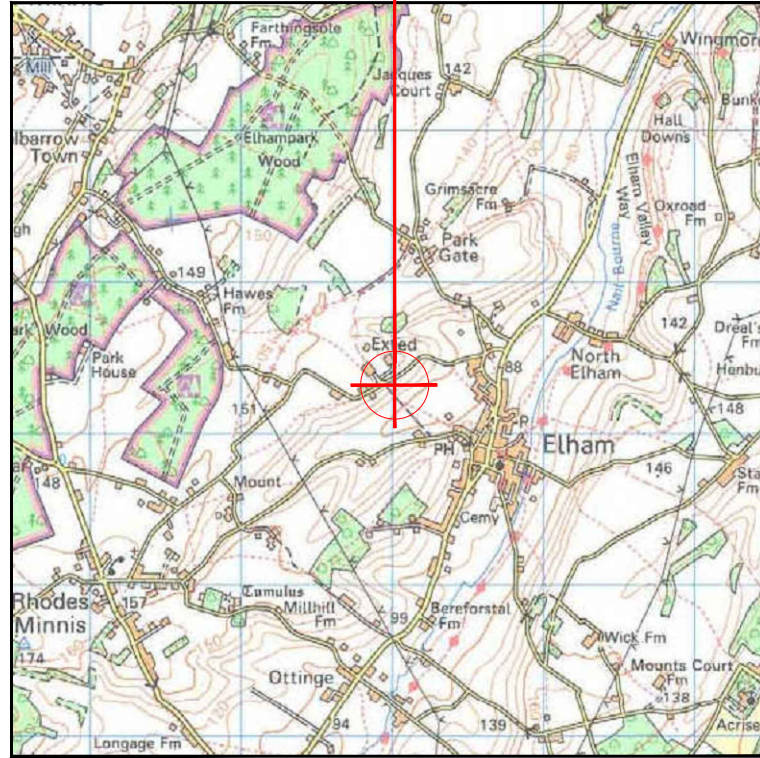 Farthingsole
Fm
Wingmore
Mill
Jacques
Court
142
Bunk
Hall
Downs
lbarrow
Town
Elhampark
Wood
Elham Valley
Way
Grimsacre
Fm
Oxroad
Fm
gh
150
Park
Gate
Nail Bourne
149
Hawes
Fm
142
Dreal's
Fm
ark Wood
Park
House
Exted
88
North
Elham
Henbu
151
148
P
PH
Elham
148
Mount
146
Sta
Fm
Cemy
Rhodes
Minnis
157
Tumulus
Millhill
Fm
99
Bereforstal
Fm
Wick Fm
174
Mounts Court
Fm
138
Ottinge
Acrise
94
139
Longage Fm